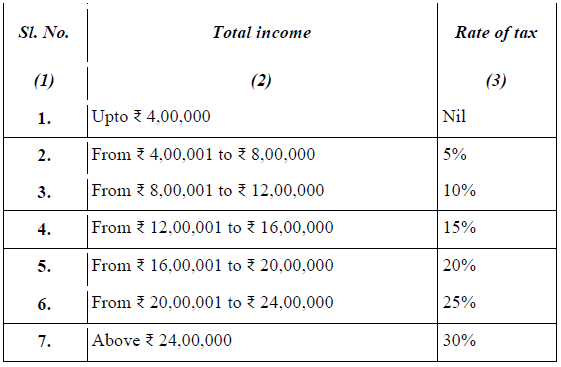 Sl. No. Total income Rate of tax
(1) (2) (3)
1. Upto ₹ 4,00,000 Nil
2. From ₹ 4,00,001 to ₹ 8,00,000 5%
3. From ₹ 8,00,001 to ₹ 12,00,000 10%
4. From ₹ 12,00,001 to ₹ 16,00,000 15%
5. From ₹ 16,00,001 to ₹ 20,00,000 20%
6. From ₹ 20,00,001 to ₹ 24,00,000 25%
7. Above ₹ 24,00,000 30%